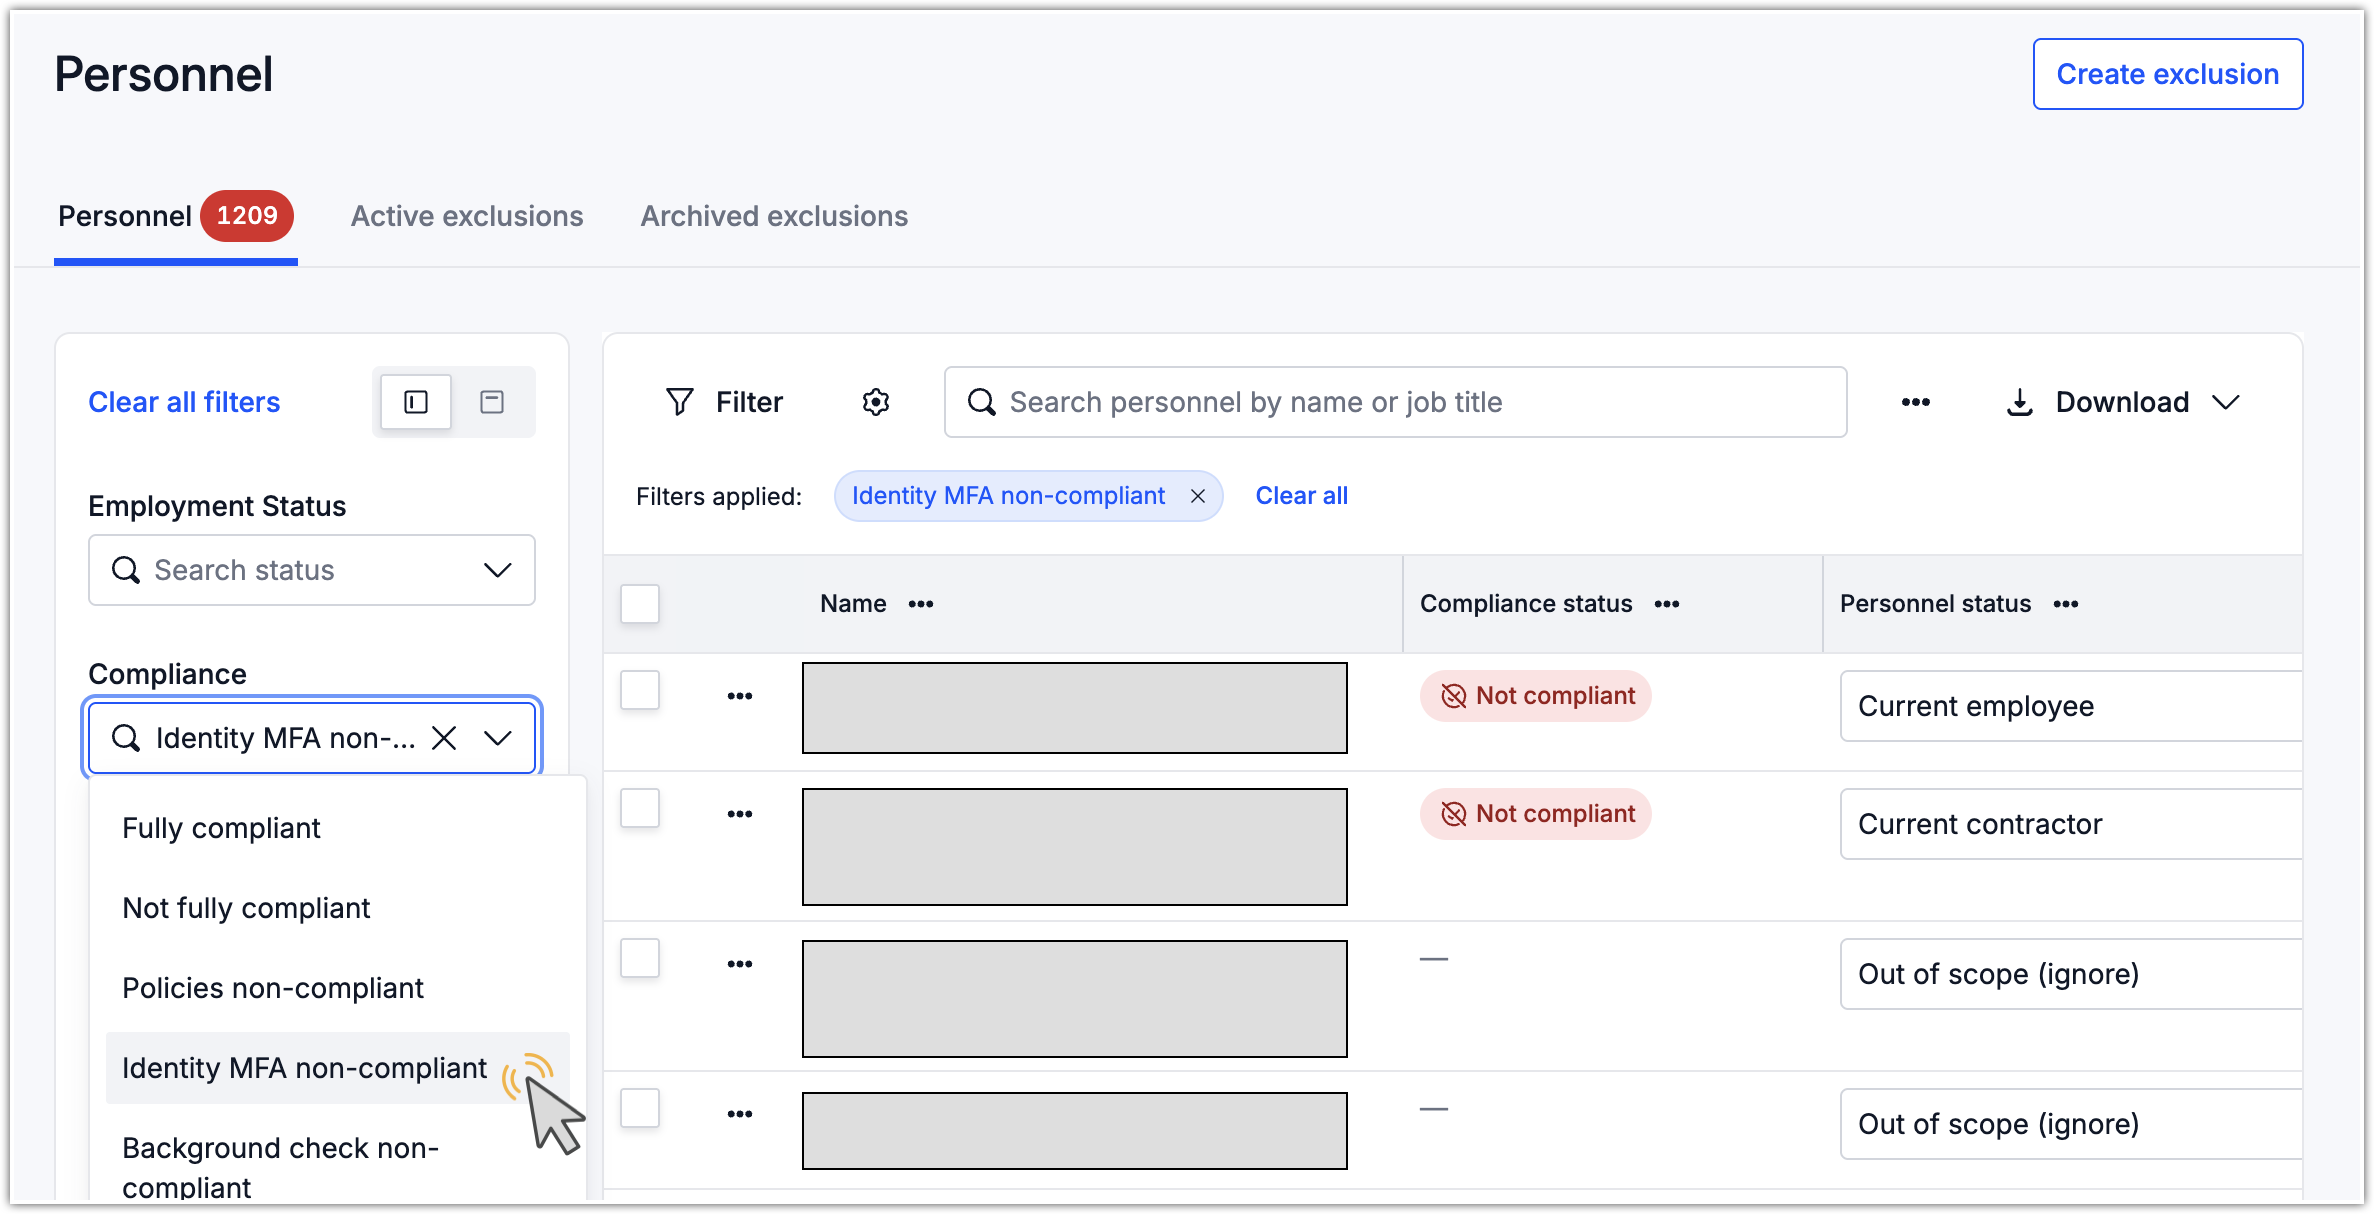 Personnel
Create exclusion
Personnel 1209
Active exclusions
Archived exclusions
Clear all filters
Employment Status
Search status
Compliance
Identity MFA non-...
Fully compliant
Not fully compliant
Policies non-compliant
Identity MFA non-compliant
Background check non-
compliant
Filter
Search personnel by name or job title
Download
Filters applied:
Identity MFA non-compliant
Clear all
Name
Compliance status
Personnel status
Not compliant
Current employee
Not compliant
Current contractor
—
Out of scope (ignore)
—
Out of scope (ignore)